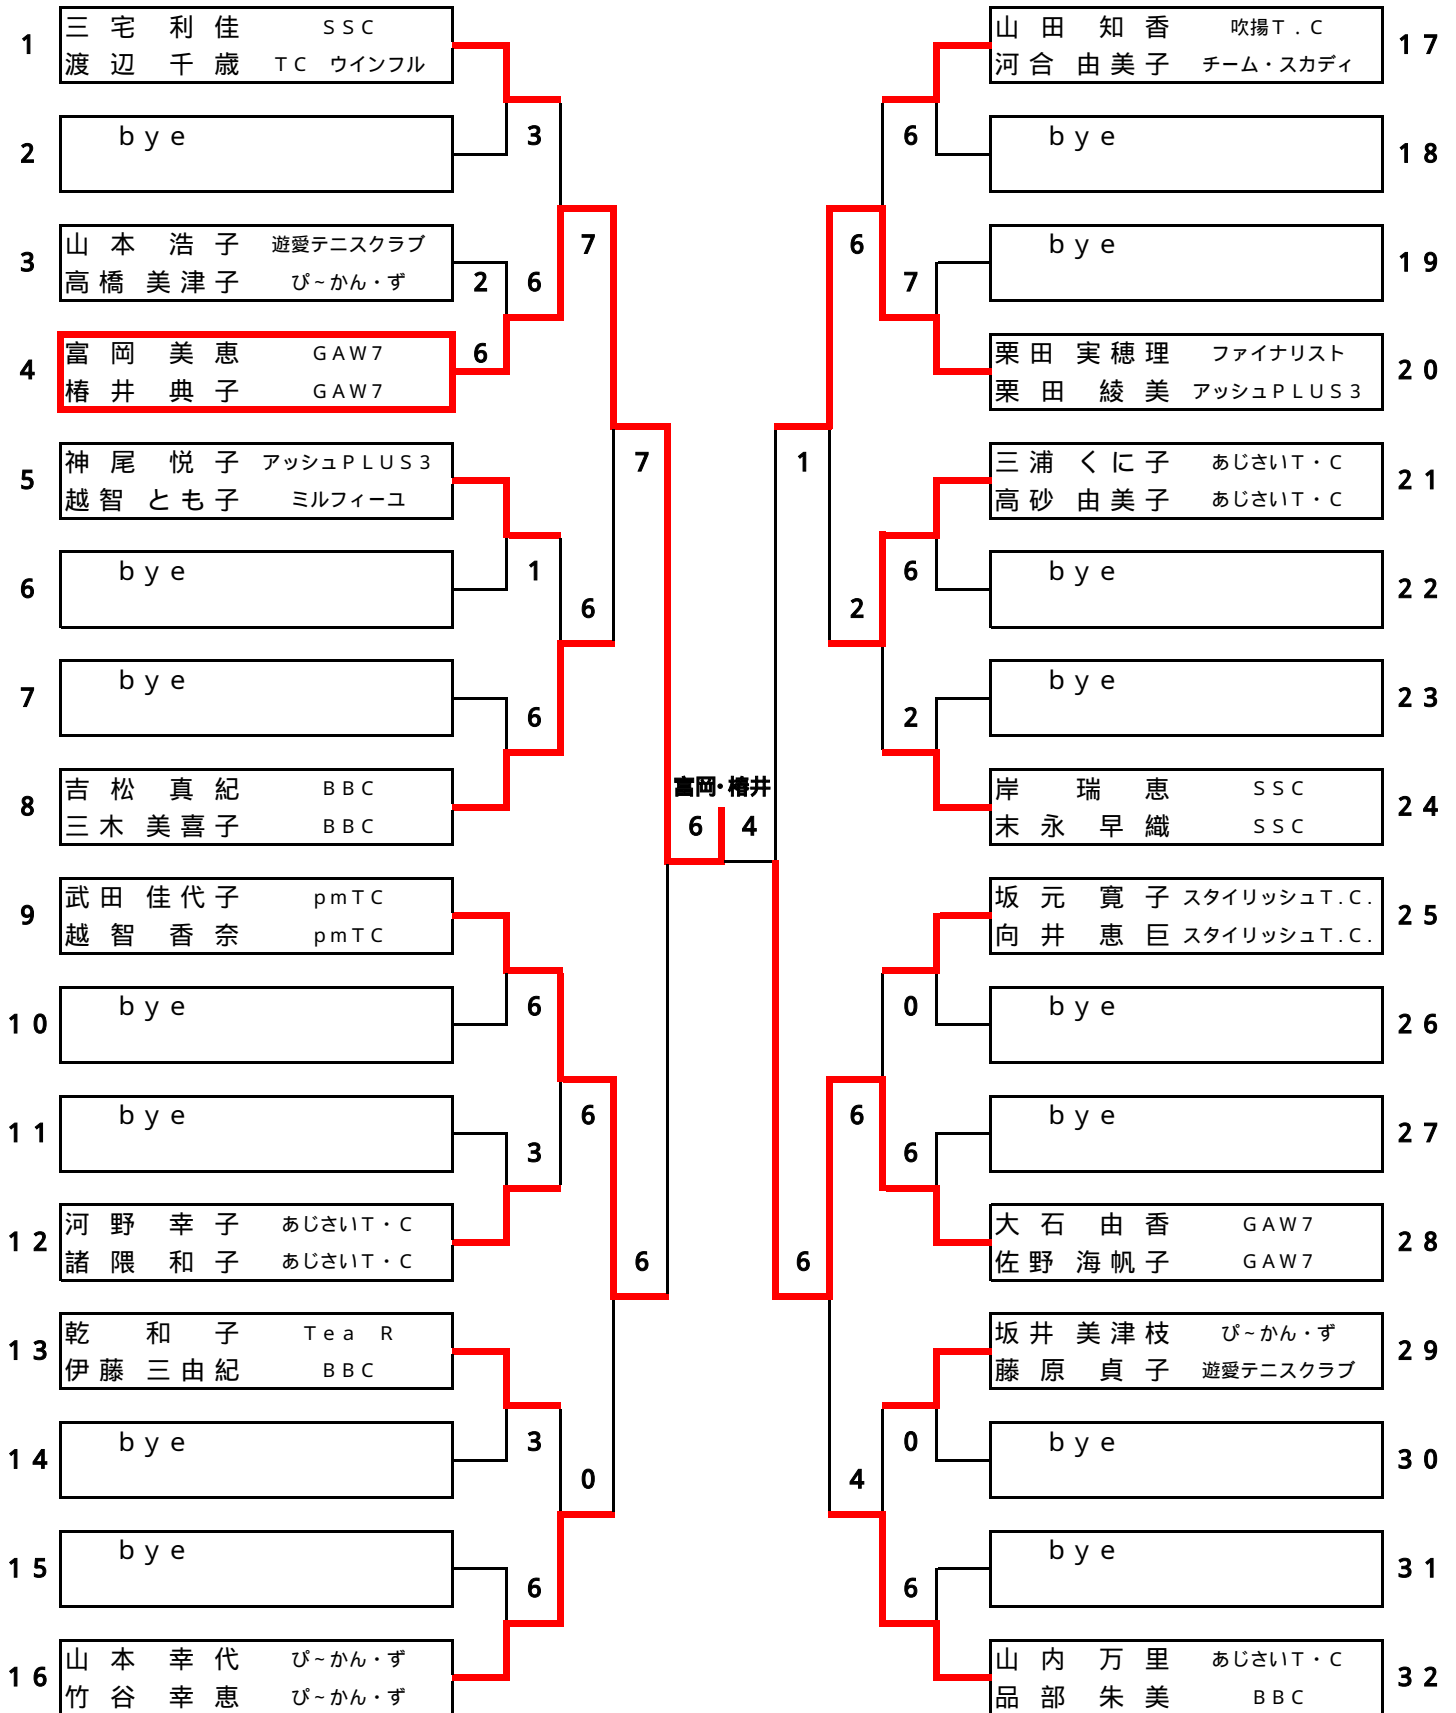 1 三宅 利佳 SSC
渡辺 千歳 TC ウインフル
2 bye
3 山本 浩子 遊愛テニスクラブ
高橋 美津子 ぴ～かん・ず
4 富岡 美恵 GAW7
椿井 典子 GAW7
5 神尾 悦子 アッシュPLUS3
越智 とも子 ミルフィーユ
6 bye
7 bye
8 吉松 真紀 BBC
三木 美喜子 BBC
9 武田 佳代子 pmTC
越智 香奈 pmTC
10 bye
11 bye
12 河野 幸子 あじさいT・C
諸隈 和子 あじさいT・C
13 乾 和子 Tea R
伊藤 三由紀 BBC
14 bye
15 bye
16 山本 幸代 ぴ～かん・ず
竹谷 幸恵 ぴ～かん・ず
3
2
6
6
7
1
6
6
7
6
3
6
3
6
0
6
富岡・椿井
6 4
6
7
6
6
2
2
1
0
6
6
0
6
4
6
山田 知香 吹揚T.C 17
河合 由美子 チーム・スカディ
bye 18
bye 19
栗田 実穂理 ファイナリスト 20
栗田 綾美 アッシュPLUS3
三浦 くに子 あじさいT・C 21
高砂 由美子 あじさいT・C
bye 22
bye 23
岸 瑞恵 SSC 24
末永 早織 SSC
坂元 寛子 スタイリッシュT.C. 25
向井 恵巨 スタイリッシュT.C.
bye 26
bye 27
大石 由香 GAW7 28
佐野 海帆子 GAW7
坂井 美津枝 ぴ～かん・ず 29
藤原 貞子 遊愛テニスクラブ
bye 30
bye 31
山内 万里 あじさいT・C 32
品部 朱美 BBC